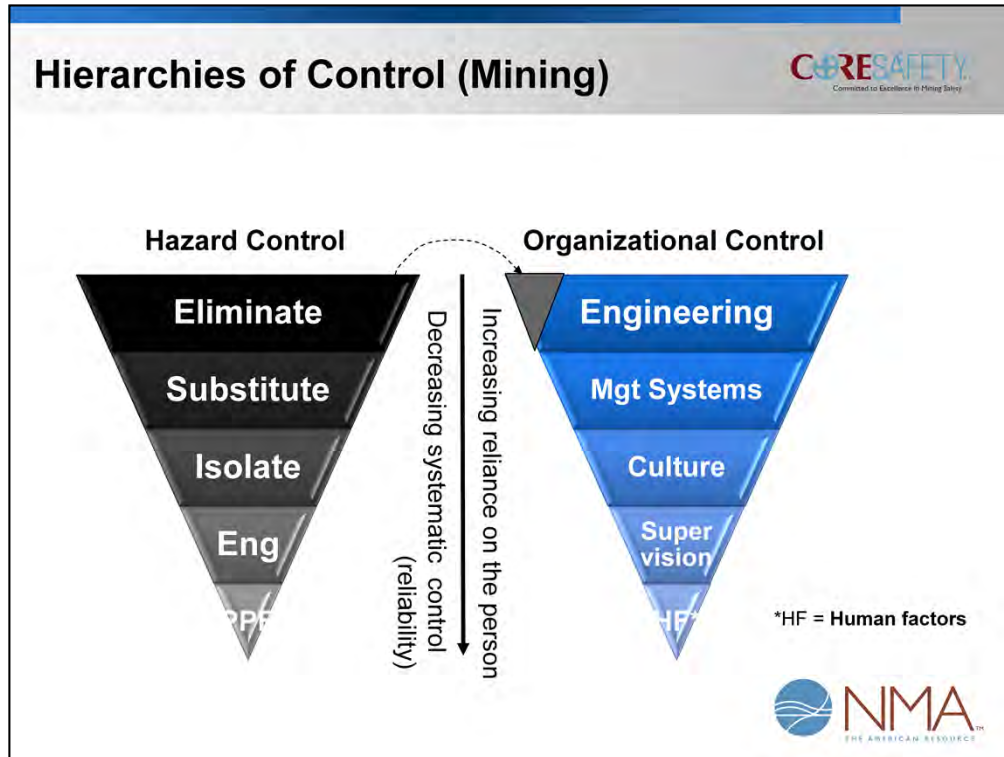 Hierarchies of Control (Mining)
CORESAFETY
Committed to Excellence in Mining Safety
Hazard Control
Eliminate
Substitute
Isolate
Eng
PPE
Decreasing systematic control
(reliability)
Increasing reliance on the person
Organizational Control
Engineering
Mgt Systems
Culture
Super
vision
HF*
*HF = Human factors
NMA
THE AMERICAN RESOURCE